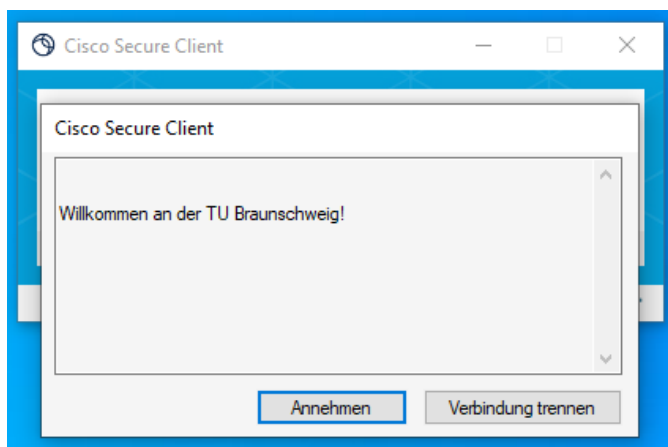 Cisco Secure Client
Cisco Secure Client
Willkommen an der TU Braunschweig!
Annehmen Verbindung trennen